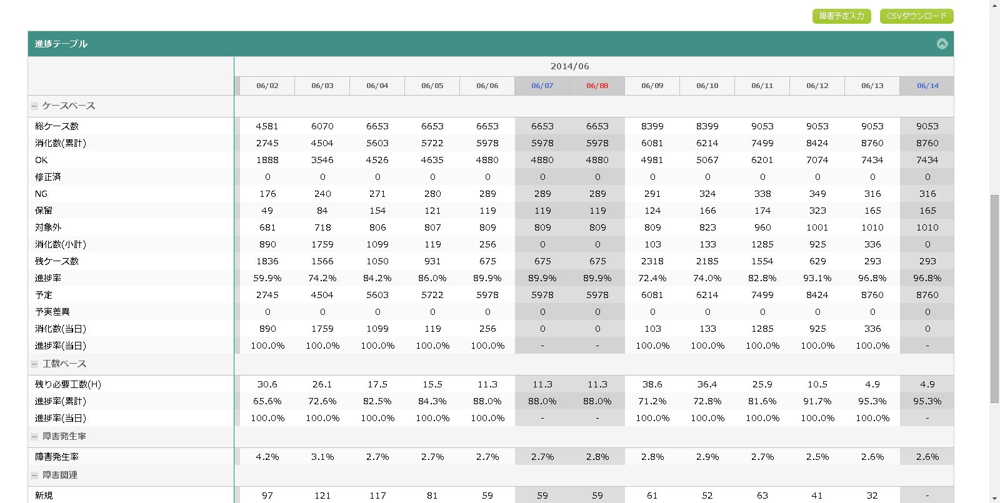 障害予定入力 CSVダウンロード
進捗テーブル
2014/06
06/02 06/03 06/04 06/05 06/06 06/07 06/08 06/09 06/10 06/11 06/12 06/13 06/14
ケースベース
総ケース数 4581 6070 6653 6653 6653 6653 6653 8399 8399 9053 9053 9053 9053
消化数(累計) 2745 4504 5603 5722 5978 5978 5978 6081 6214 7499 8424 8760 8760
OK 1888 3546 4526 4635 4880 4880 4880 4981 5067 6201 7074 7434 7434
修正済 0 0 0 0 0 0 0 0 0 0 0 0 0
NG 176 240 271 280 289 289 289 291 324 338 349 316 316
保留 49 84 154 121 119 119 119 124 166 174 323 165 165
対象外 681 718 806 807 809 809 809 809 823 960 1001 1010 1010
消化数(小計) 890 1759 1099 119 256 0 0 103 133 1285 925 336 0
残ケース数 1836 1566 1050 931 675 675 675 2318 2185 1554 629 293 293
進捗率 59.9% 74.2% 84.2% 86.0% 89.9% 89.9% 89.9% 72.4% 74.0% 82.8% 93.1% 96.8% 96.8%
予定 2745 4504 5603 5722 5978 5978 5978 6081 6214 7499 8424 8760 8760
予実差異 0 0 0 0 0 0 0 0 0 0 0 0 0
消化数(当日) 890 1759 1099 119 256 0 0 103 133 1285 925 336 0
進捗率(当日) 100.0% 100.0% 100.0% 100.0% 100.0% - - 100.0% 100.0% 100.0% 100.0% 100.0% -
工数ベース
残り必要工数(H) 30.6 26.1 17.5 15.5 11.3 11.3 11.3 38.6 36.4 25.9 10.5 4.9 4.9
進捗率(累計) 65.6% 72.6% 82.5% 84.3% 88.0% 88.0% 88.0% 71.2% 72.8% 81.6% 91.7% 95.3% 95.3%
進捗率(当日) 100.0% 100.0% 100.0% 100.0% 100.0% - - 100.0% 100.0% 100.0% 100.0% 100.0% -
障害発生率
障害発生率 4.2% 3.1% 2.7% 2.7% 2.7% 2.7% 2.8% 2.8% 2.9% 2.7% 2.5% 2.6% 2.6%
障害関連
新規 97 121 117 81 59 59 59 61 52 63 41 32 -